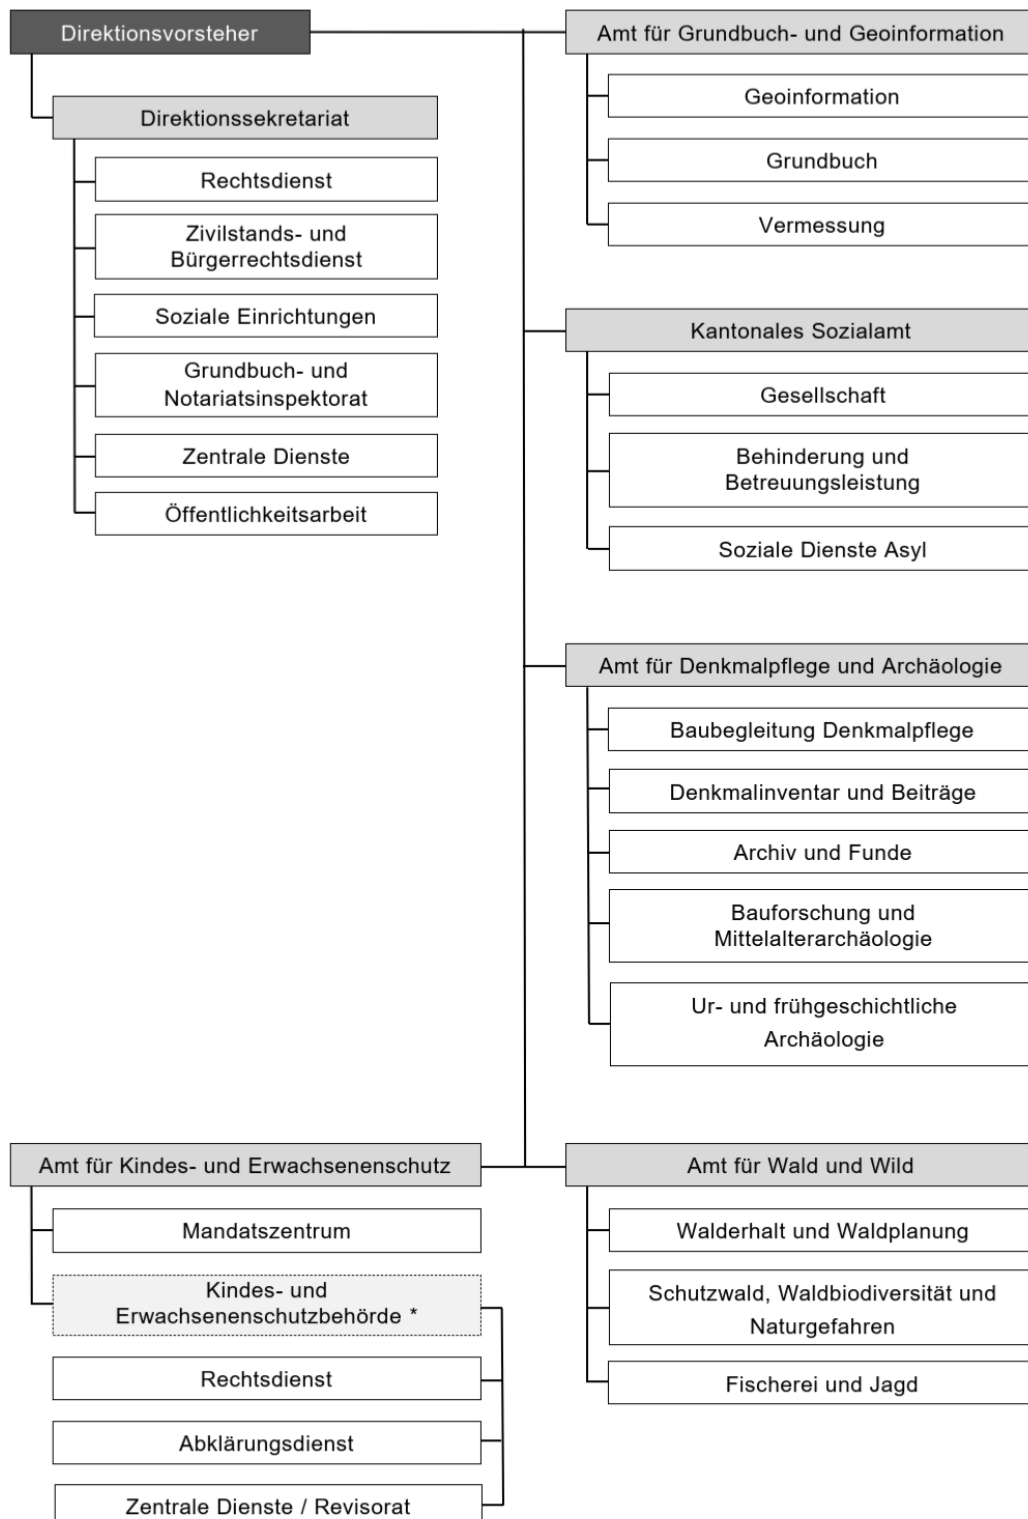 Direktionsvorsteher
Direktionssekretariat
Rechtsdienst
Zivilstands- und
Bürgerrechtsdienst
Soziale Einrichtungen
Grundbuch- und
Notariatsinspektorat
Zentrale Dienste
Öffentlichkeitsarbeit
Amt für Grundbuch- und Geoinformation
Geoinformation
Grundbuch
Vermessung
Kantonales Sozialamt
Gesellschaft
Behinderung und
Betreuungsleistung
Soziale Dienste Asyl
Amt für Denkmalpflege und Archäologie
Baubegleitung Denkmalpflege
Denkmalinventar und Beiträge
Archiv und Funde
Bauforschung und
Mittelalterarchäologie
Ur- und frühgeschichtliche
Archäologie
Amt für Kindes- und Erwachsenenschutz
Mandatszentrum
Kindes- und
Erwachsenenschutzbehörde *
Rechtsdienst
Abklärungsdienst
Zentrale Dienste / Revisorat
Amt für Wald und Wild
Walderhalt und Waldplanung
Schutzwald, Waldbiodiversität und
Naturgefahren
Fischerei und Jagd